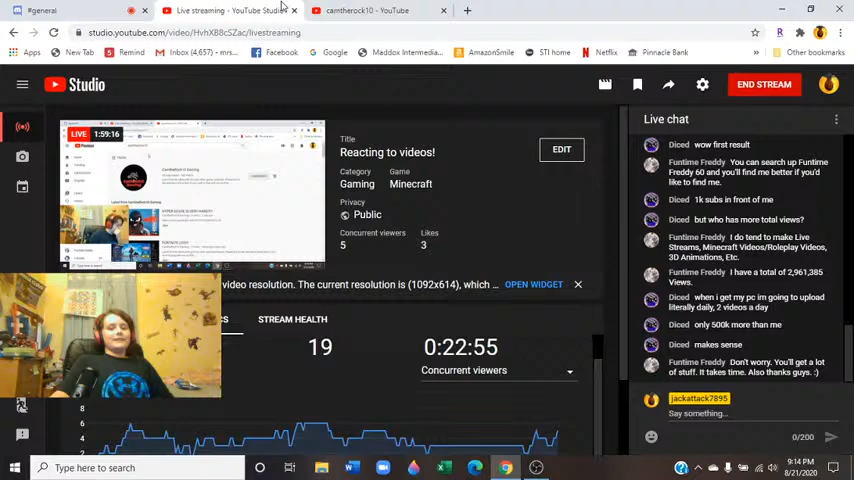 #general
Live streaming - YouTube Studio
camtherock10 - YouTube
studio.youtube.com/video/HvhXB8cSZac/livestreaming
Apps
New Tab
Remind
Inbox (4,657) - mrs...
Facebook
Google
Maddox Intermediat...
AmazonSmile
STI home
Netflix
Pinnacle Bank
Other bookmarks
Studio
END STREAM
LIVE 1:59:16
Title
Reacting to videos!
EDIT
Category
Game
Gaming
Minecraft
Privacy
Public
Concurrent viewers
Likes
5
3
video resolution. The current resolution is (1092x614), which ...
OPEN WIDGET
STREAM HEALTH
19
0:22:55
Concurrent viewers
8
6
4
2
Live chat
Diced wow first result
Funtime Freddy You can search up Funtime
Freddy 60 and you'll find me better if you'd
like to find me.
Diced 1k subs in front of me
Diced but who has more total views?
Funtime Freddy I do tend to make Live
Streams, Minecraft Videos/Roleplay Videos,
3D Animations, Etc.
Funtime Freddy I have a total of 2,961,385
Views.
Diced when i get my pc im going to upload
literally daily, 2 videos a day
Diced only 500k more than me
Diced makes sense
Funtime Freddy Don't worry. You'll get a lot
of stuff. It takes time. Also thanks guys. :)
jackattack7895
Say something...
0/200
Type here to search
9:14 PM
8/21/2020